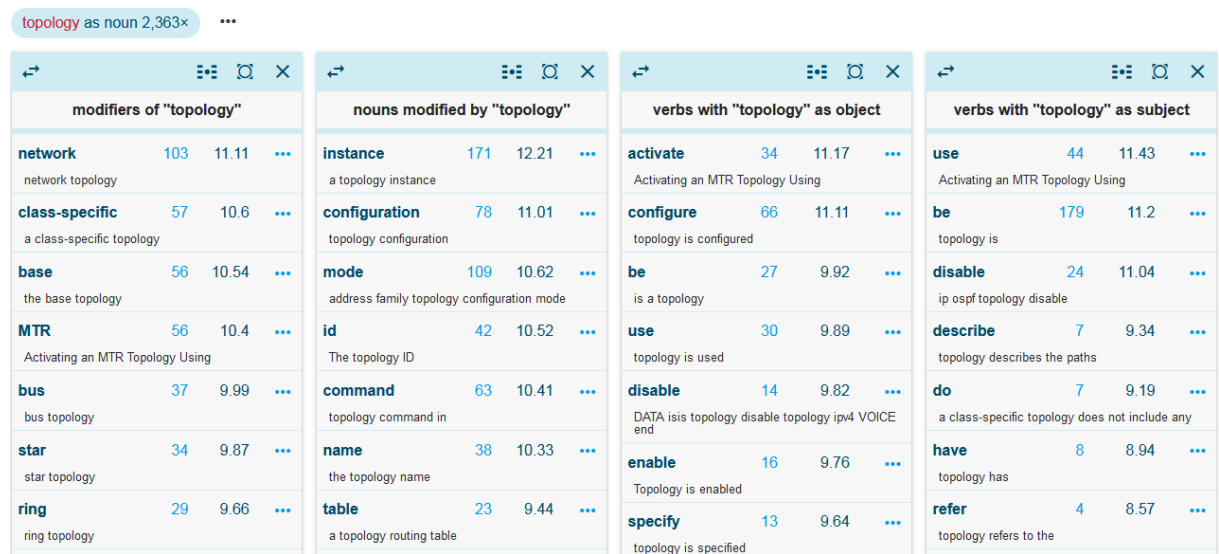 topology as noun 2,363×
modifiers of "topology"
network 103 11.11
network topology
class-specific 57 10.6
a class-specific topology
base 56 10.54
the base topology
MTR 56 10.4
Activating an MTR Topology Using
bus 37 9.99
bus topology
star 34 9.87
star topology
ring 29 9.66
ring topology
nouns modified by "topology"
instance 171 12.21
a topology instance
configuration 78 11.01
topology configuration
mode 109 10.62
address family topology configuration mode
id 42 10.52
The topology ID
command 63 10.41
topology command in
name 38 10.33
the topology name
table 23 9.44
a topology routing table
verbs with "topology" as object
activate 34 11.17
Activating an MTR Topology Using
configure 66 11.11
topology is configured
be 27 9.92
is a topology
use 30 9.89
topology is used
disable 14 9.82
DATA isis topology disable topology ipv4 VOICE
end
enable 16 9.76
Topology is enabled
specify 13 9.64
topology is specified
verbs with "topology" as subject
use 44 11.43
Activating an MTR Topology Using
be 179 11.2
topology is
disable 24 11.04
ip ospf topology disable
describe 7 9.34
topology describes the paths
do 7 9.19
a class-specific topology does not include any
have 8 8.94
topology has
refer 4 8.57
topology refers to the